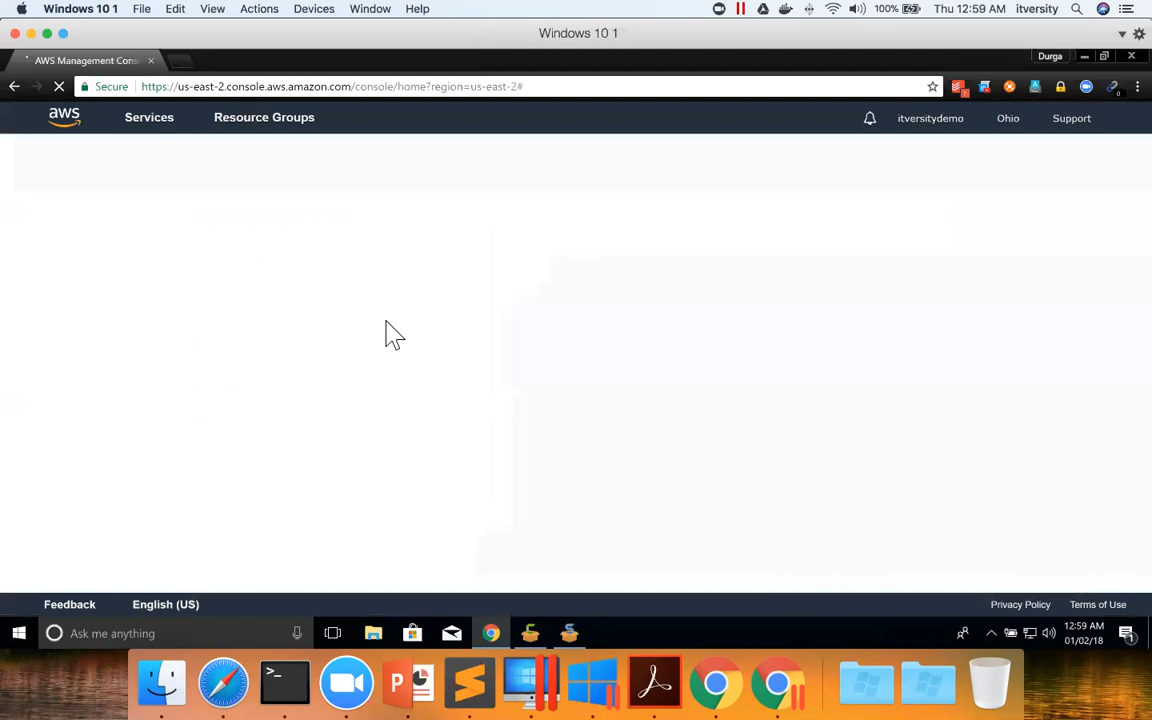 Windows 10 1 File Edit View Actions Devices Window Help 100% Thu 12:59 AM itversity
Windows 10 1
AWS Management Cons Durga
Secure https://us-east-2.console.aws.amazon.com/console/home?region=us-east-2#
aws Services Resource Groups itversitydemo Ohio Support
Feedback English (US) Privacy Policy Terms of Use
Ask me anything 12:59 AM
01/02/18